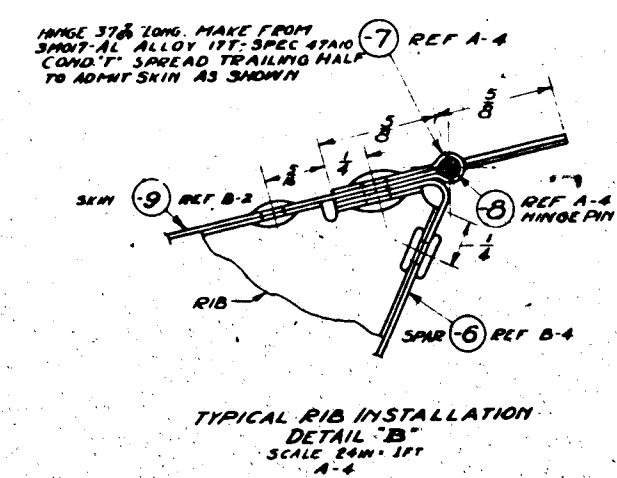 HINGE 37 LONG. MAKE FROM
3M017-AL ALLOY 17T-SPEC 47A10
COND. "T" SPREAD TRAILING HALF
TO ADMIT SKIN AS SHOWN
-7 REF A-4
5/8
5/8
1/4
5/8
SKIN -9 REF B-2
-8 REF A-4
HINGE PIN
1/4
RIB
SPAR -6 REF B-4
TYPICAL RIB INSTALLATION
DETAIL "B"
SCALE 24IN = 1FT
A-4